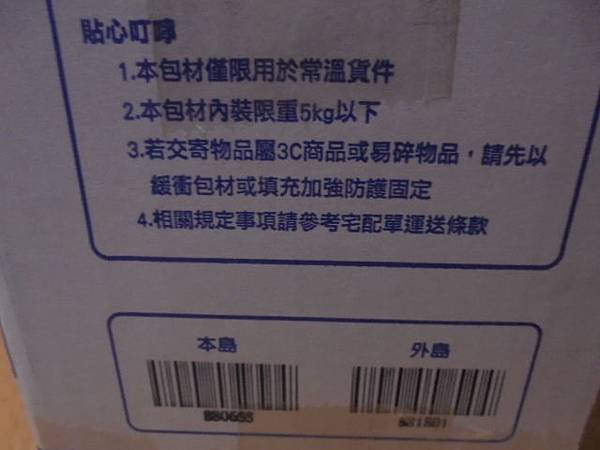 貼心叮嚀
1.本包材僅限用於常溫貨件
2.本包材內裝限重5kg以下
3.若交寄物品屬3C商品或易碎物品,請先以
緩衝包材或填充加強防護固定
4.相關規定事項請參考宅配單運送條款
本島 外島